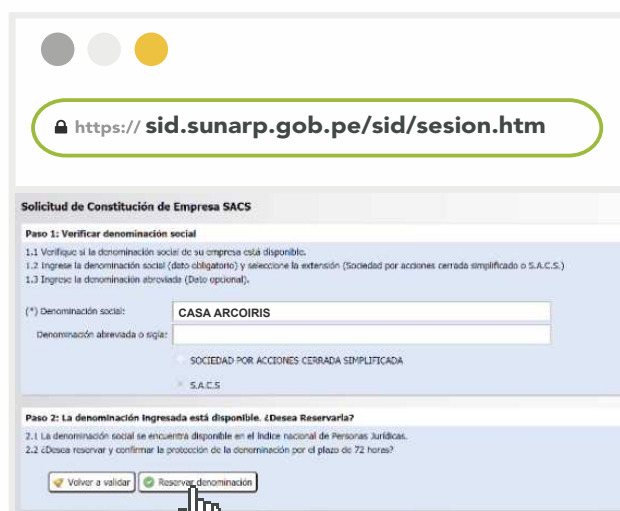 https:// sid.sunarp.gob.pe/sid/sesion.htm
Solicitud de Constitución de Empresa SACS
Paso 1: Verificar denominación social
1.1 Verifique si la denominación social de su empresa está disponible.
1.2 Ingrese la denominación social (dato obligatorio) y seleccione la extensión (Sociedad por acciones cerrada simplificado o S.A.C.S.)
1.3 Ingrese la denominación abreviada (Dato opcional).
(*) Denominación social: CASA ARCOIRIS
Denominación abreviada o sigla:
SOCIEDAD POR ACCIONES CERRADA SIMPLIFICADA
S.A.C.S
Paso 2: La denominación ingresada está disponible. ¿Desea Reservarla?
2.1 La denominación social se encuentra disponible en el índice nacional de Personas Jurídicas.
2.2 ¿Desea reservar y confirmar la protección de la denominación por el plazo de 72 horas?
Volver a validar Reservar denominación